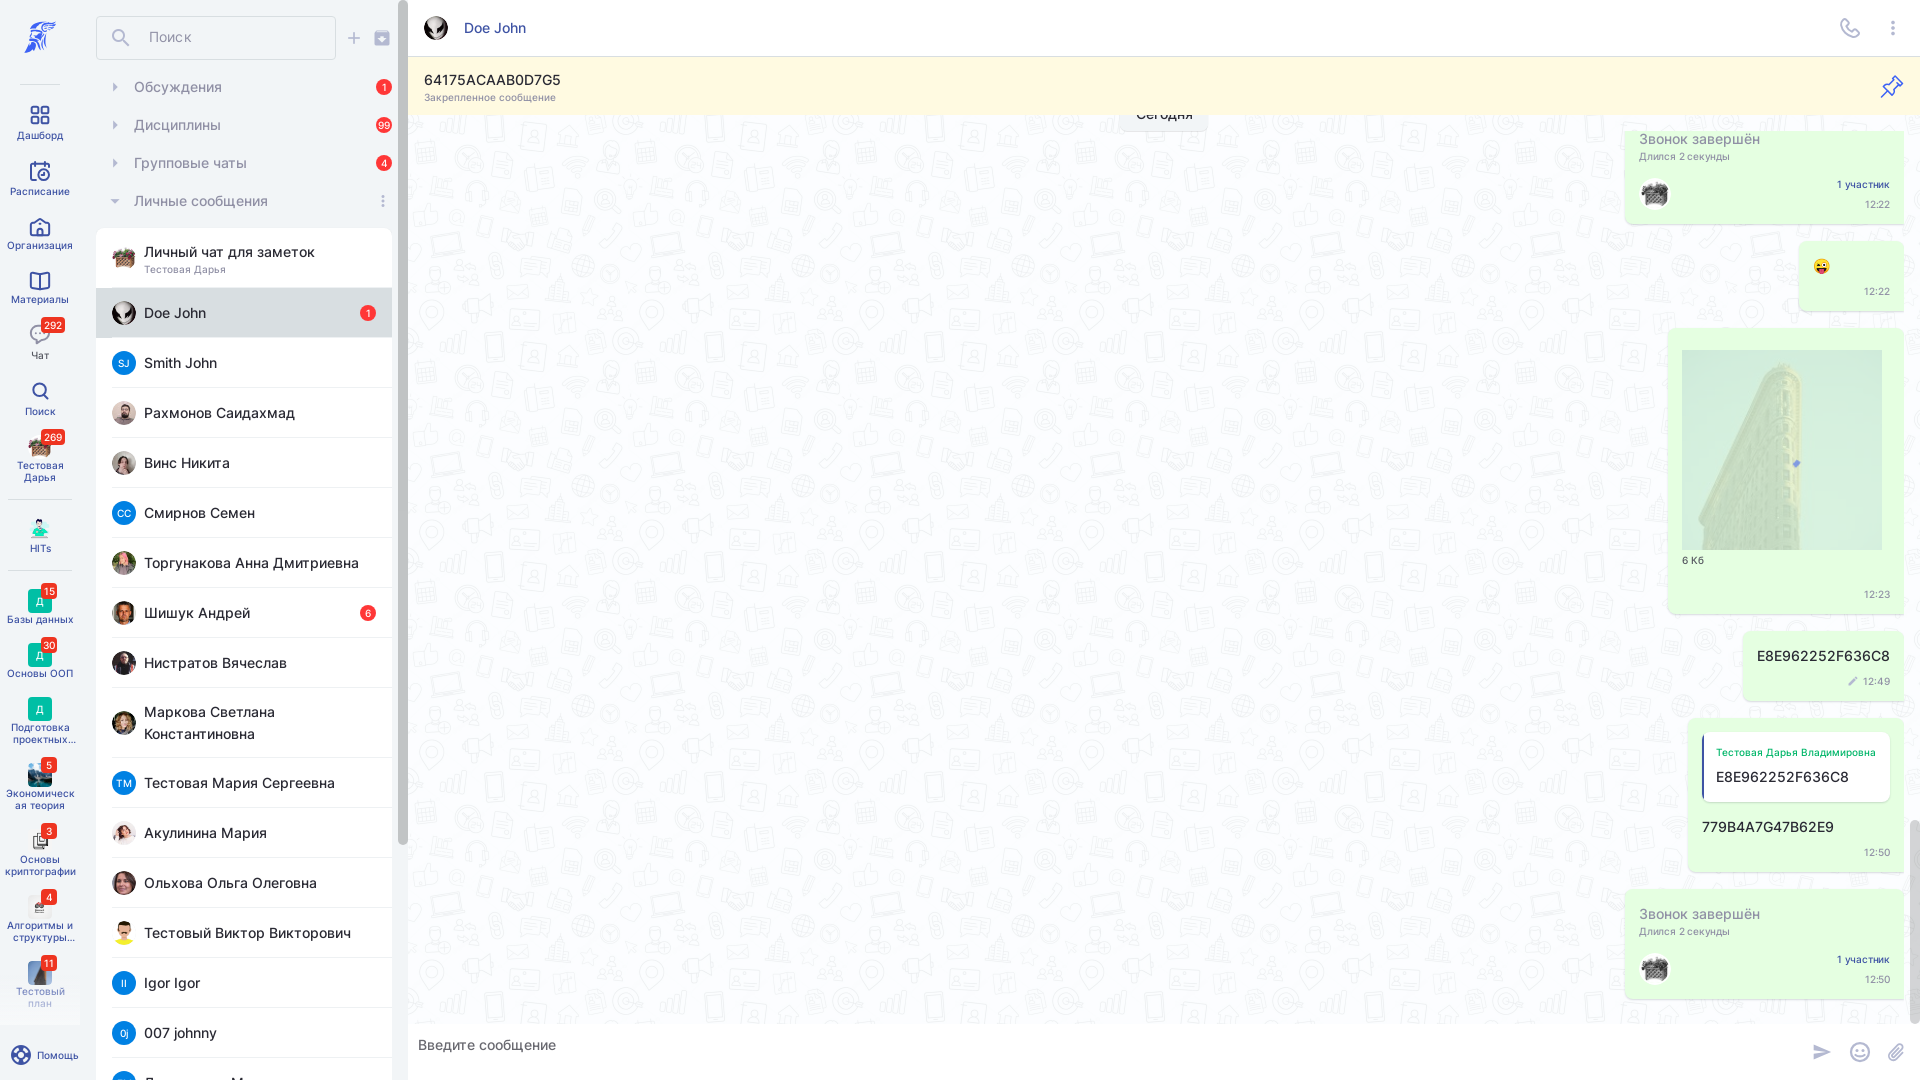 Дашборд
Расписание
Организация
Материалы
292
Чат
Поиск
269
Тестовая
Дарья
HITs
15
Д
Базы данных
30
Д
Основы ООП
Д
Подготовка
проектных...
5
Экономическ
ая теория
3
Основы
криптографии
4
Алгоритмы и
структуры...
11
Тестовый
план
Помощь
Поиск
Обсуждения
1
Дисциплины
99
Групповые чаты
4
Личные сообщения
Личный чат для заметок
Тестовая Дарья
Doe John
1
SJ
Smith John
Рахмонов Саидахмад
Винс Никита
СС
Смирнов Семен
Торгунакова Анна Дмитриевна
Шишук Андрей
6
Нистратов Вячеслав
Маркова Светлана
Константиновна
ТМ
Тестовая Мария Сергеевна
Акулинина Мария
Ольхова Ольга Олеговна
Тестовый Виктор Викторович
II
Igor Igor
0j
007 johnny
Doe John
64175ACAAB0D7G5
Закрепленное сообщение
Сегодня
Звонок завершён
Длился 2 секунды
1 участник
12:22
12:22
6 Кб
12:23
E8E962252F636C8
12:49
Тестовая Дарья Владимировна
E8E962252F636C8
779B4A7G47B62E9
12:50
Звонок завершён
Длился 2 секунды
1 участник
12:50
Введите сообщение